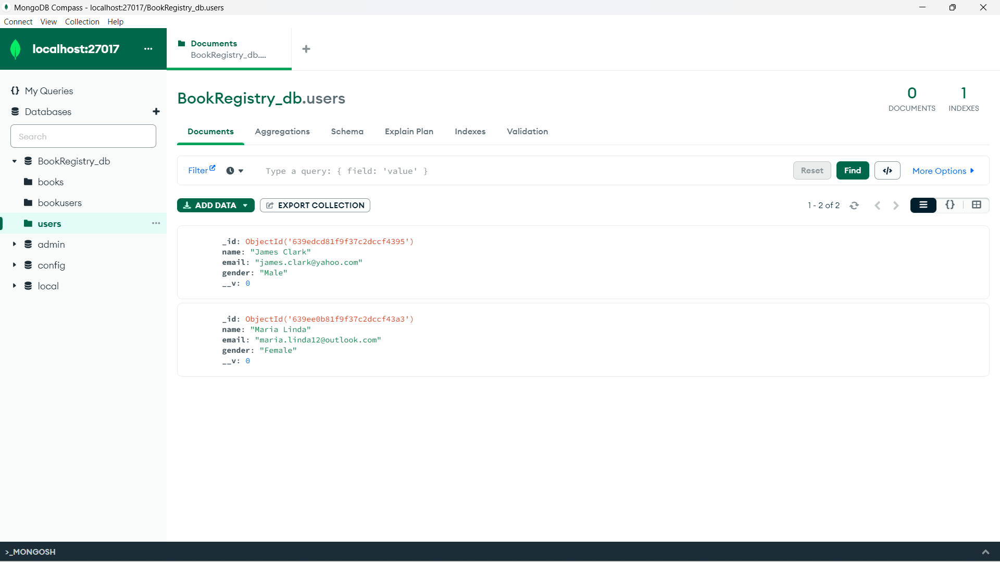 MongoDB Compass - localhost:27017/BookRegistry_db.users
Connect View Collection Help
localhost:27017 ...
Documents
BookRegistry_db....
{} My Queries
Databases
Search
BookRegistry_db
books
bookusers
users
admin
config
local
BookRegistry_db.users
0
DOCUMENTS
1
INDEXES
Documents Aggregations Schema Explain Plan Indexes Validation
Filter Type a query: { field: 'value' } Reset Find </> More Options
ADD DATA EXPORT COLLECTION 1 - 2 of 2 {}
_id: ObjectId('639edcd81f9f37c2dccf4395')
name: "James Clark"
email: "james.clark@yahoo.com"
gender: "Male"
__v: 0
_id: ObjectId('639ee0b81f9f37c2dccf43a3')
name: "Maria Linda"
email: "maria.linda12@outlook.com"
gender: "Female"
__v: 0
>_MONGOSH